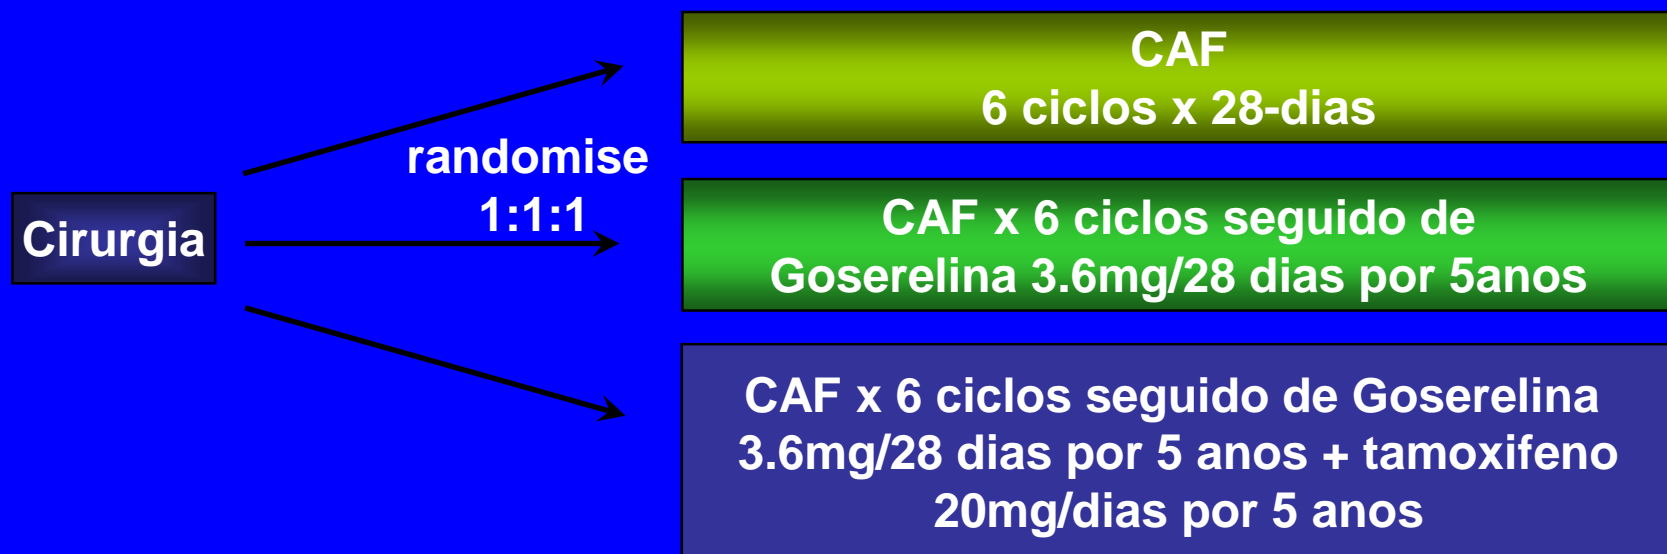 Cirurgia
randomise
1:1:1
CAF
6 ciclos x 28-dias
CAF x 6 ciclos seguido de
Goserelina 3.6mg/28 dias por 5anos
CAF x 6 ciclos seguido de Goserelina
3.6mg/28 dias por 5 anos + tamoxifeno
20mg/dias por 5 anos